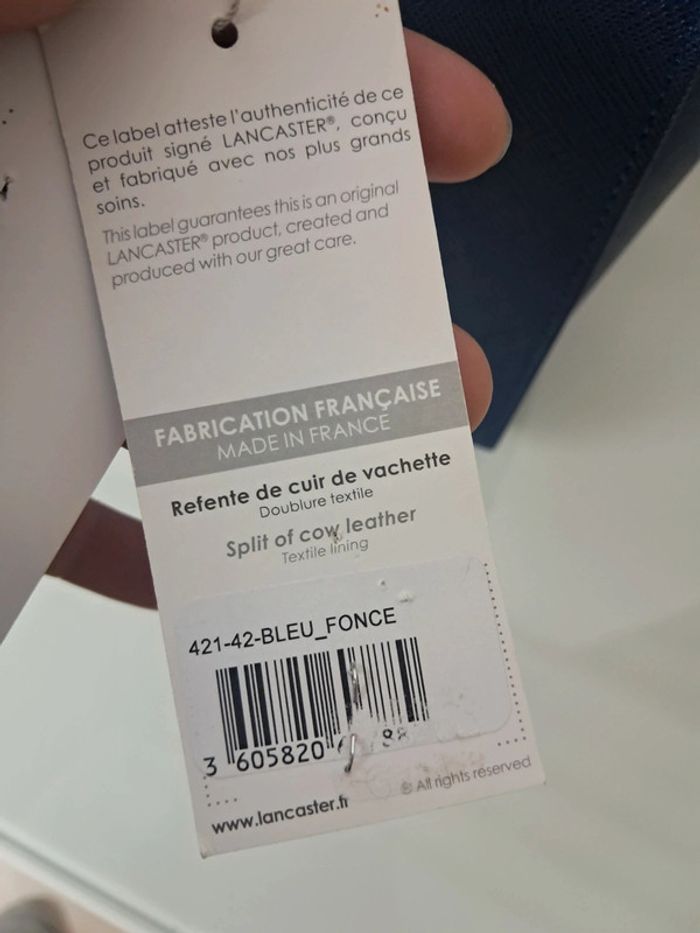 Ce label atteste l'authenticité de ce
produit signé LANCASTER®, conçu
et fabriqué avec nos plus grands
soins.
This label guarantees this is an original
LANCASTER® product, created and
produced with our great care.
FABRICATION FRANÇAISE
MADE IN FRANCE
Refente de cuir de vachette
Doublure textile
Split of cow leather
Textile lining
421-42-BLEU_FONCE
3 605820
www.lancaster.fr
© All rights reserved